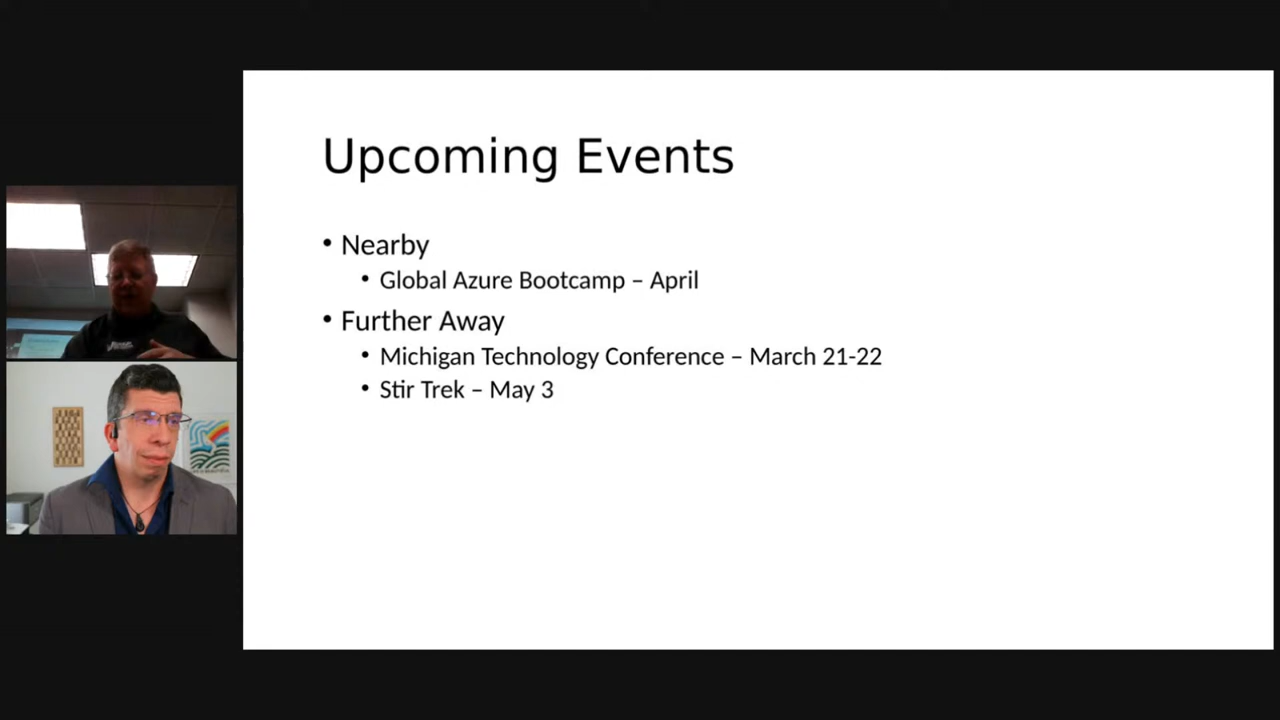 Upcoming Events
• Nearby
• Global Azure Bootcamp – April
• Further Away
• Michigan Technology Conference – March 21-22
• Stir Trek – May 3